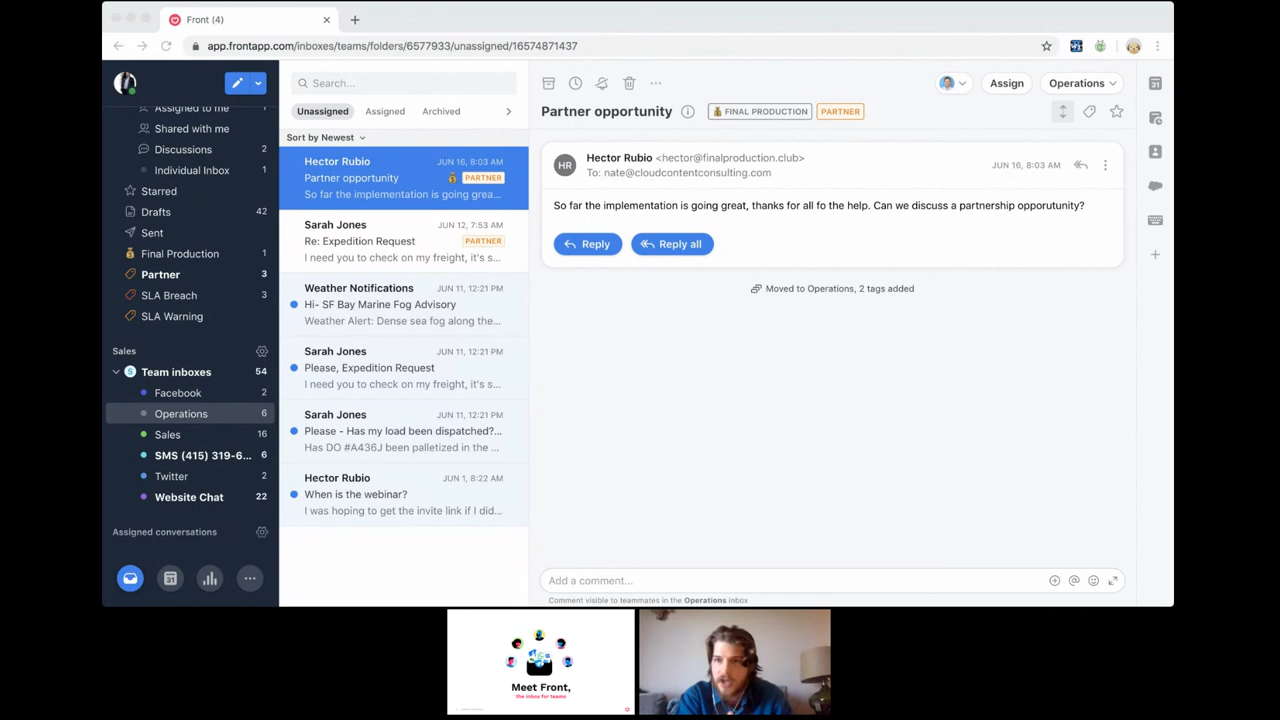 Front (4)
app.frontapp.com/inboxes/teams/folders/6577933/unassigned/16574871437
Assigned to me
Shared with me
Discussions 2
Individual Inbox 1
Starred
Drafts 42
Sent
Final Production 1
Partner 3
SLA Breach 3
SLA Warning
Sales
Team inboxes 54
Facebook 2
Operations 6
Sales 16
SMS (415) 319-6... 6
Twitter 2
Website Chat 22
Assigned conversations
31
Search...
Unassigned Assigned Archived
Sort by Newest
Hector Rubio JUN 16, 8:03 AM
Partner opportunity PARTNER
So far the implementation is going grea...
Sarah Jones JUN 12, 7:53 AM
Re: Expedition Request PARTNER
I need you to check on my freight, it's s...
Weather Notifications JUN 11, 12:21 PM
Hi- SF Bay Marine Fog Advisory
Weather Alert: Dense sea fog along the...
Sarah Jones JUN 11, 12:21 PM
Please, Expedition Request
I need you to check on my freight, it's s...
Sarah Jones JUN 11, 12:21 PM
Please - Has my load been dispatched?...
Has DO #A436J been palletized in the ...
Hector Rubio JUN 1, 8:22 AM
When is the webinar?
I was hoping to get the invite link if I did...
Assign Operations
Partner opportunity FINAL PRODUCTION PARTNER
HR
Hector Rubio <hector@finalproduction.club> JUN 16, 8:03 AM
To: nate@cloudcontentconsulting.com
So far the implementation is going great, thanks for all fo the help. Can we discuss a partnership opporutunity?
Reply Reply all
Moved to Operations, 2 tags added
Add a comment...
Comment visible to teammates in the Operations inbox
31
Meet Front,
the inbox for teams